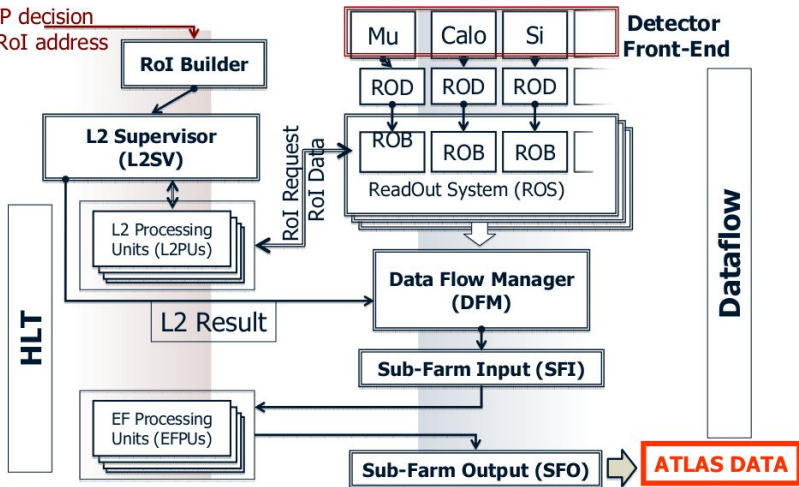 P decision
RoI address
Detector
Front-End
Mu
Calo
Si
RoI Builder
ROD
ROD
ROD
L2 Supervisor
(L2SV)
ROB
ROB
ROB
ReadOut System (ROS)
RoI Request
RoI Data
L2 Processing
Units (L2PUs)
Data Flow Manager
(DFM)
L2 Result
HLT
Dataflow
Sub-Farm Input (SFI)
EF Processing
Units (EFPUs)
Sub-Farm Output (SFO)
ATLAS DATA